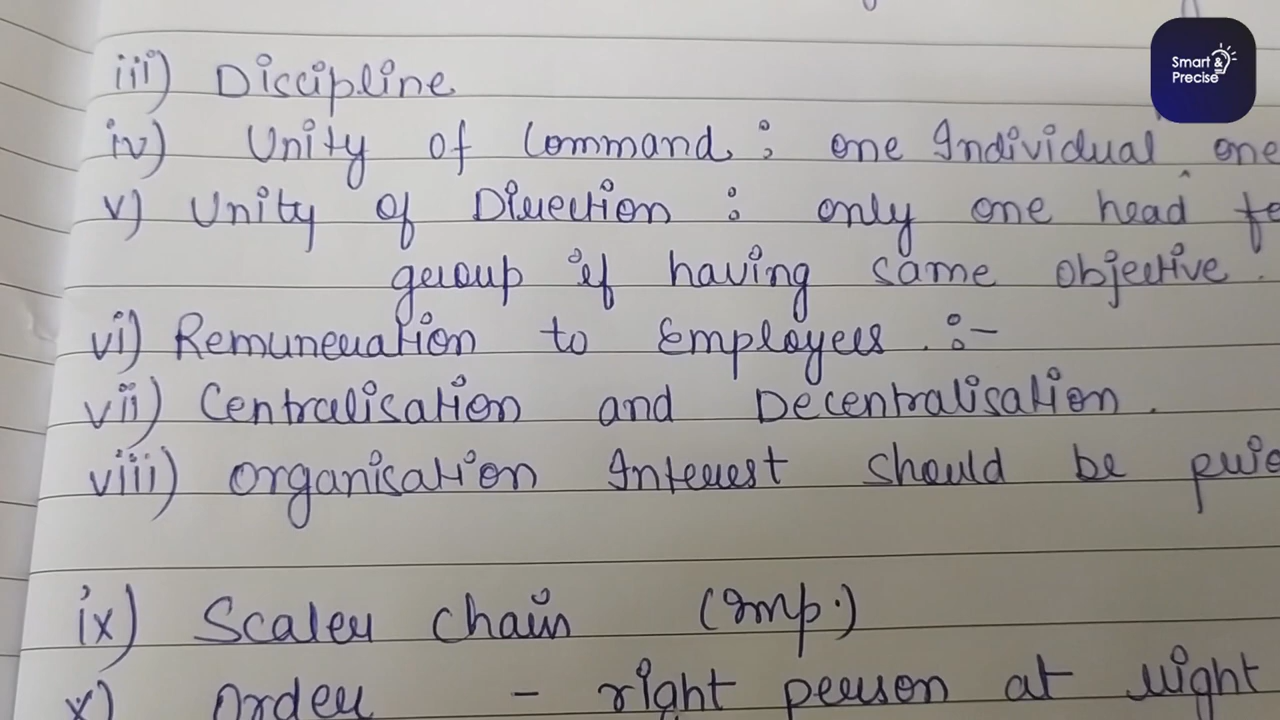 Smart &
Precise
iii) Discipline
iv) Unity of Command : one Individual one
v) Unity of Direction : only one head
group if having same objective.
vi) Remuneration to Employees :-
vii) Centralisation and Decentralisation.
viii) Organisation Interest should be
ix) Scaler chain (Imp.)
x) Order - right person at right